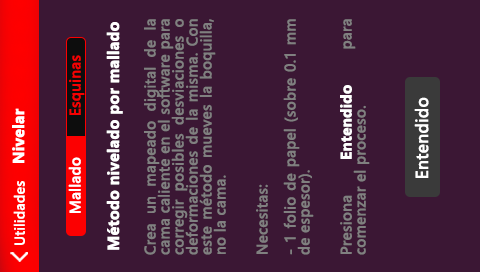 Utilidades Nivelar
Mallado Esquinas
Método nivelado por mallado
Crea un mapeado digital de la
cama caliente en el software para
corregir posibles desviaciones o
deformaciones de la misma. Con
este método mueves la boquilla,
no la cama.
Necesitas:
- 1 folio de papel (sobre 0.1 mm
de espesor).
Presiona Entendido para
comenzar el proceso.
Entendido